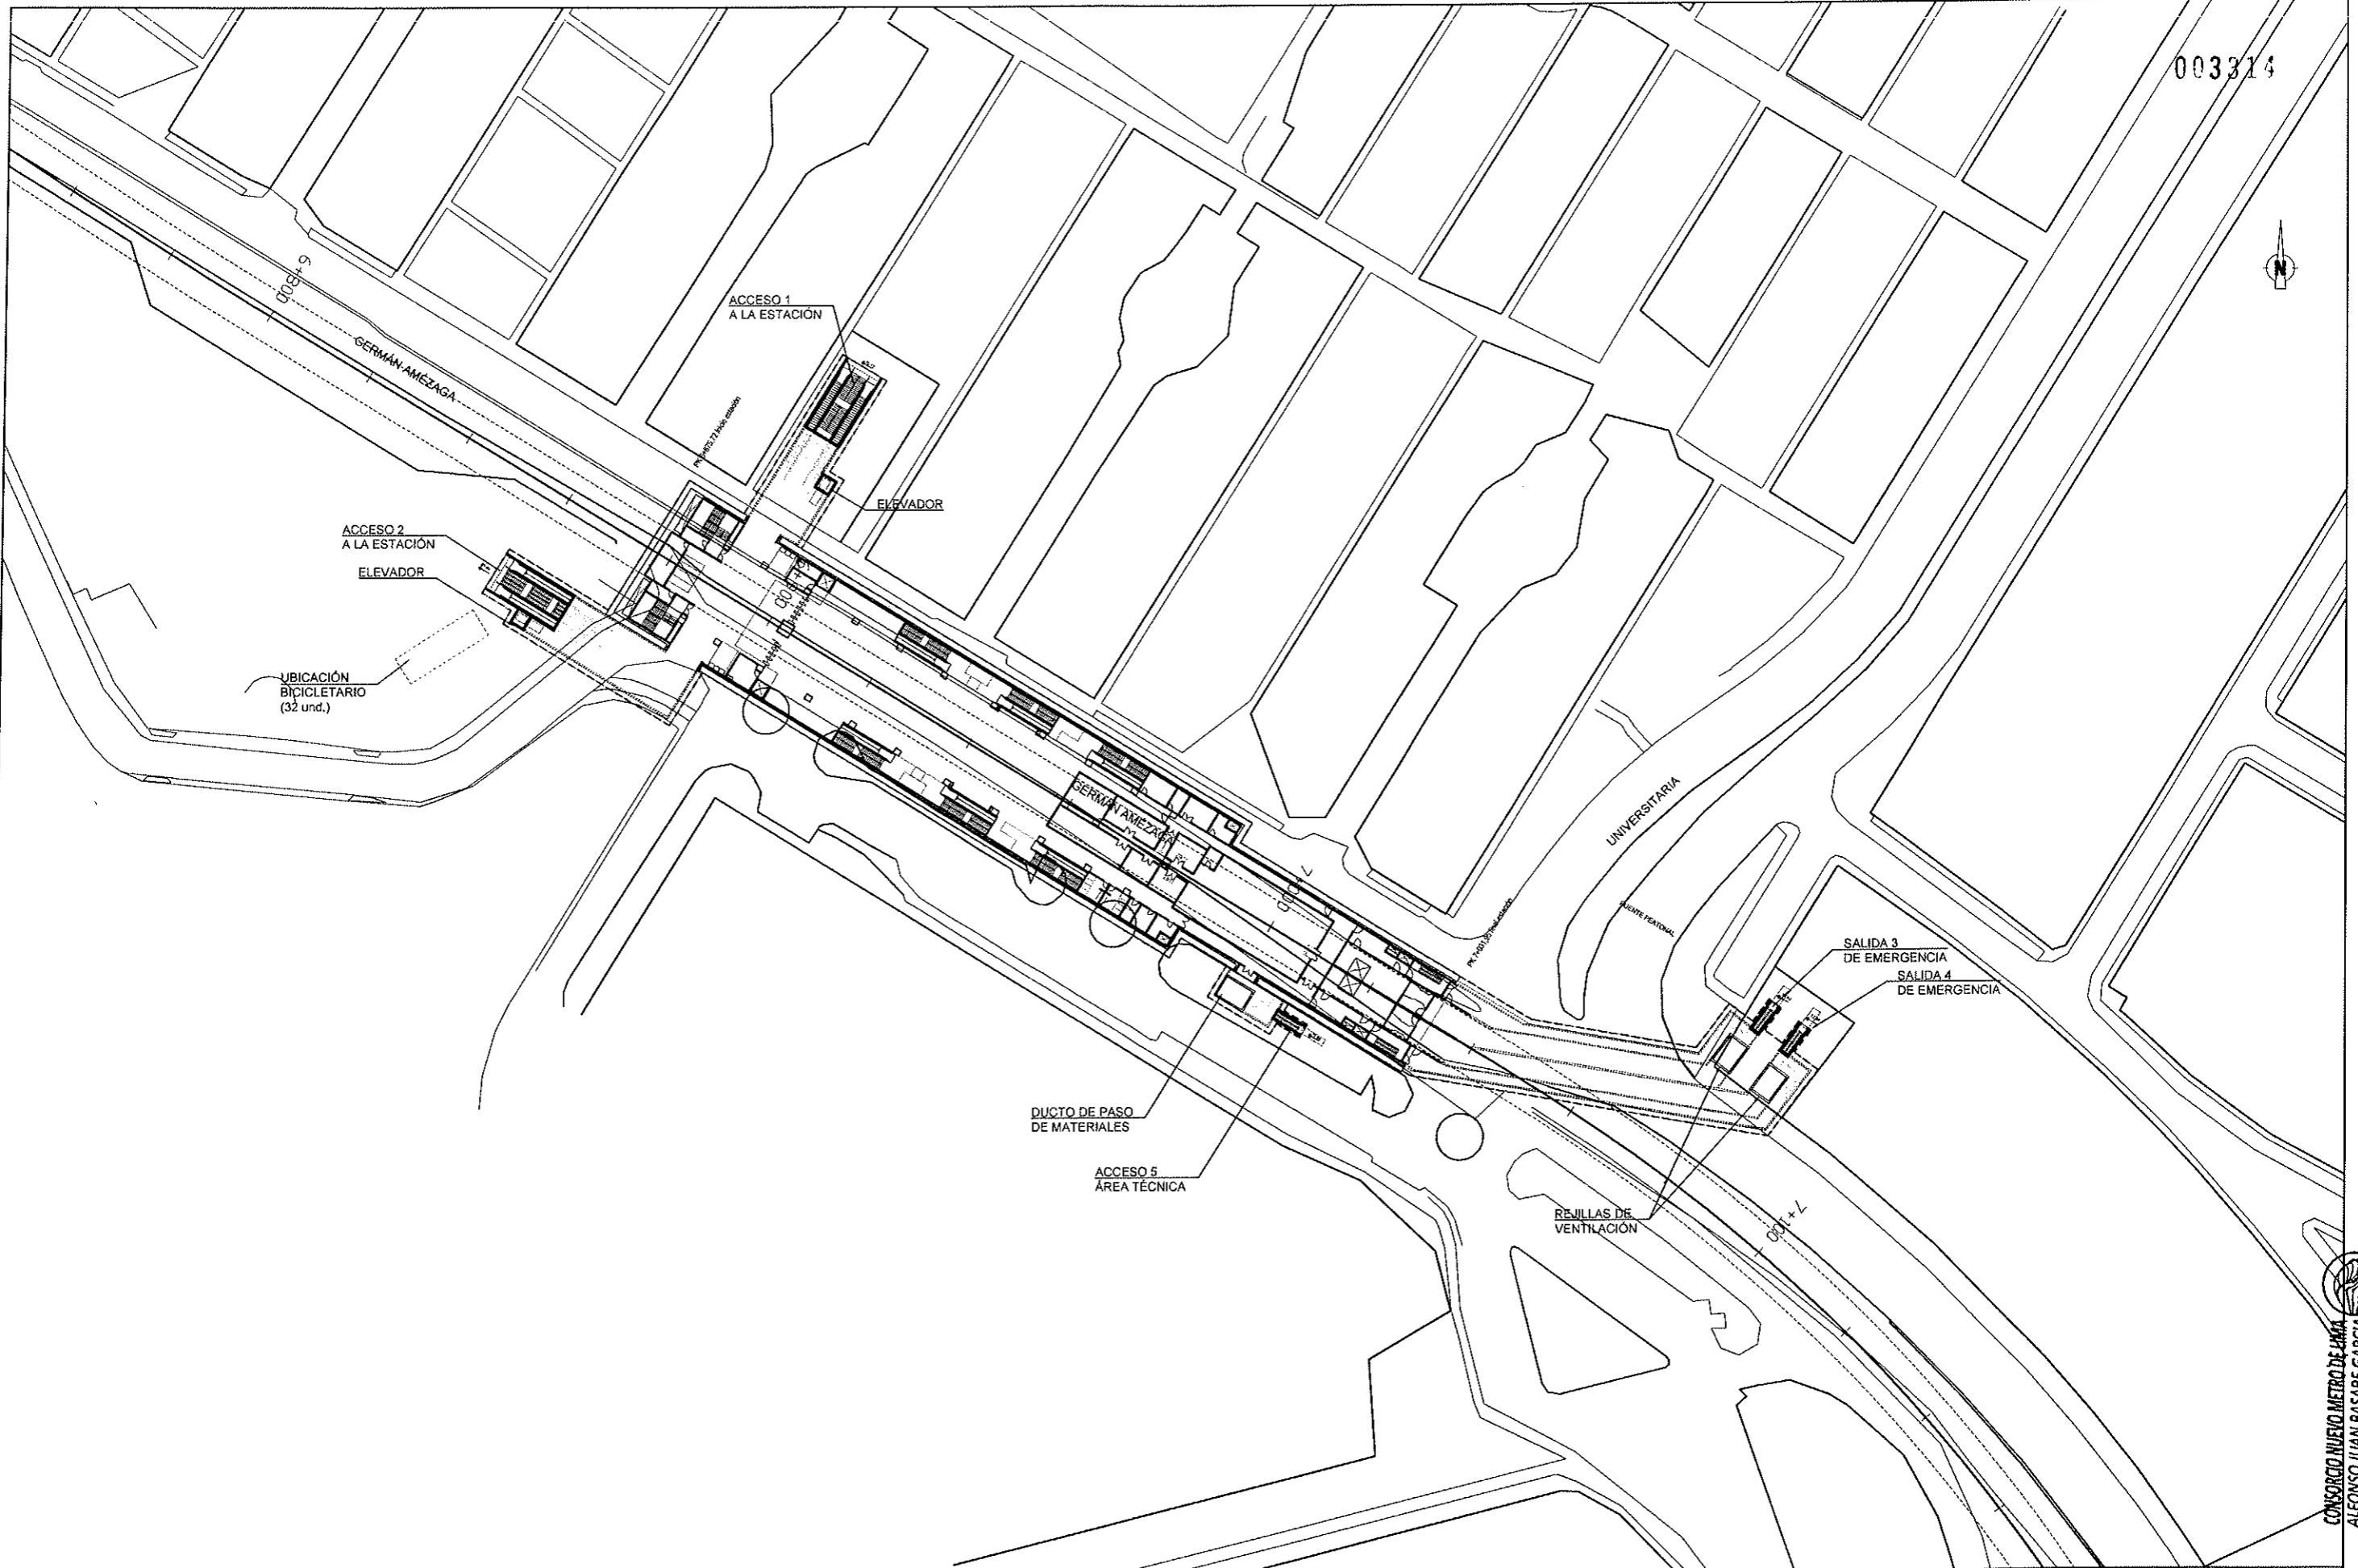 003314
6+800
GERMÁN AMÉZAGA
ACCESO 1
A LA ESTACIÓN
ELEVADOR
ACCESO 2
A LA ESTACIÓN
ELEVADOR
UBICACIÓN
BICICLETARIO
(32 und.)
GERMÁN AMÉZAGA
7+000
UNIVERSITARIA
PUENTE PEATONAL
SALIDA 3
DE EMERGENCIA
SALIDA 4
DE EMERGENCIA
DUCTO DE PASO
DE MATERIALES
ACCESO 5
ÁREA TÉCNICA
REJILLAS DE
VENTILACIÓN
7+100
N
CONSORCIO NUEVO METRO DE LIMA